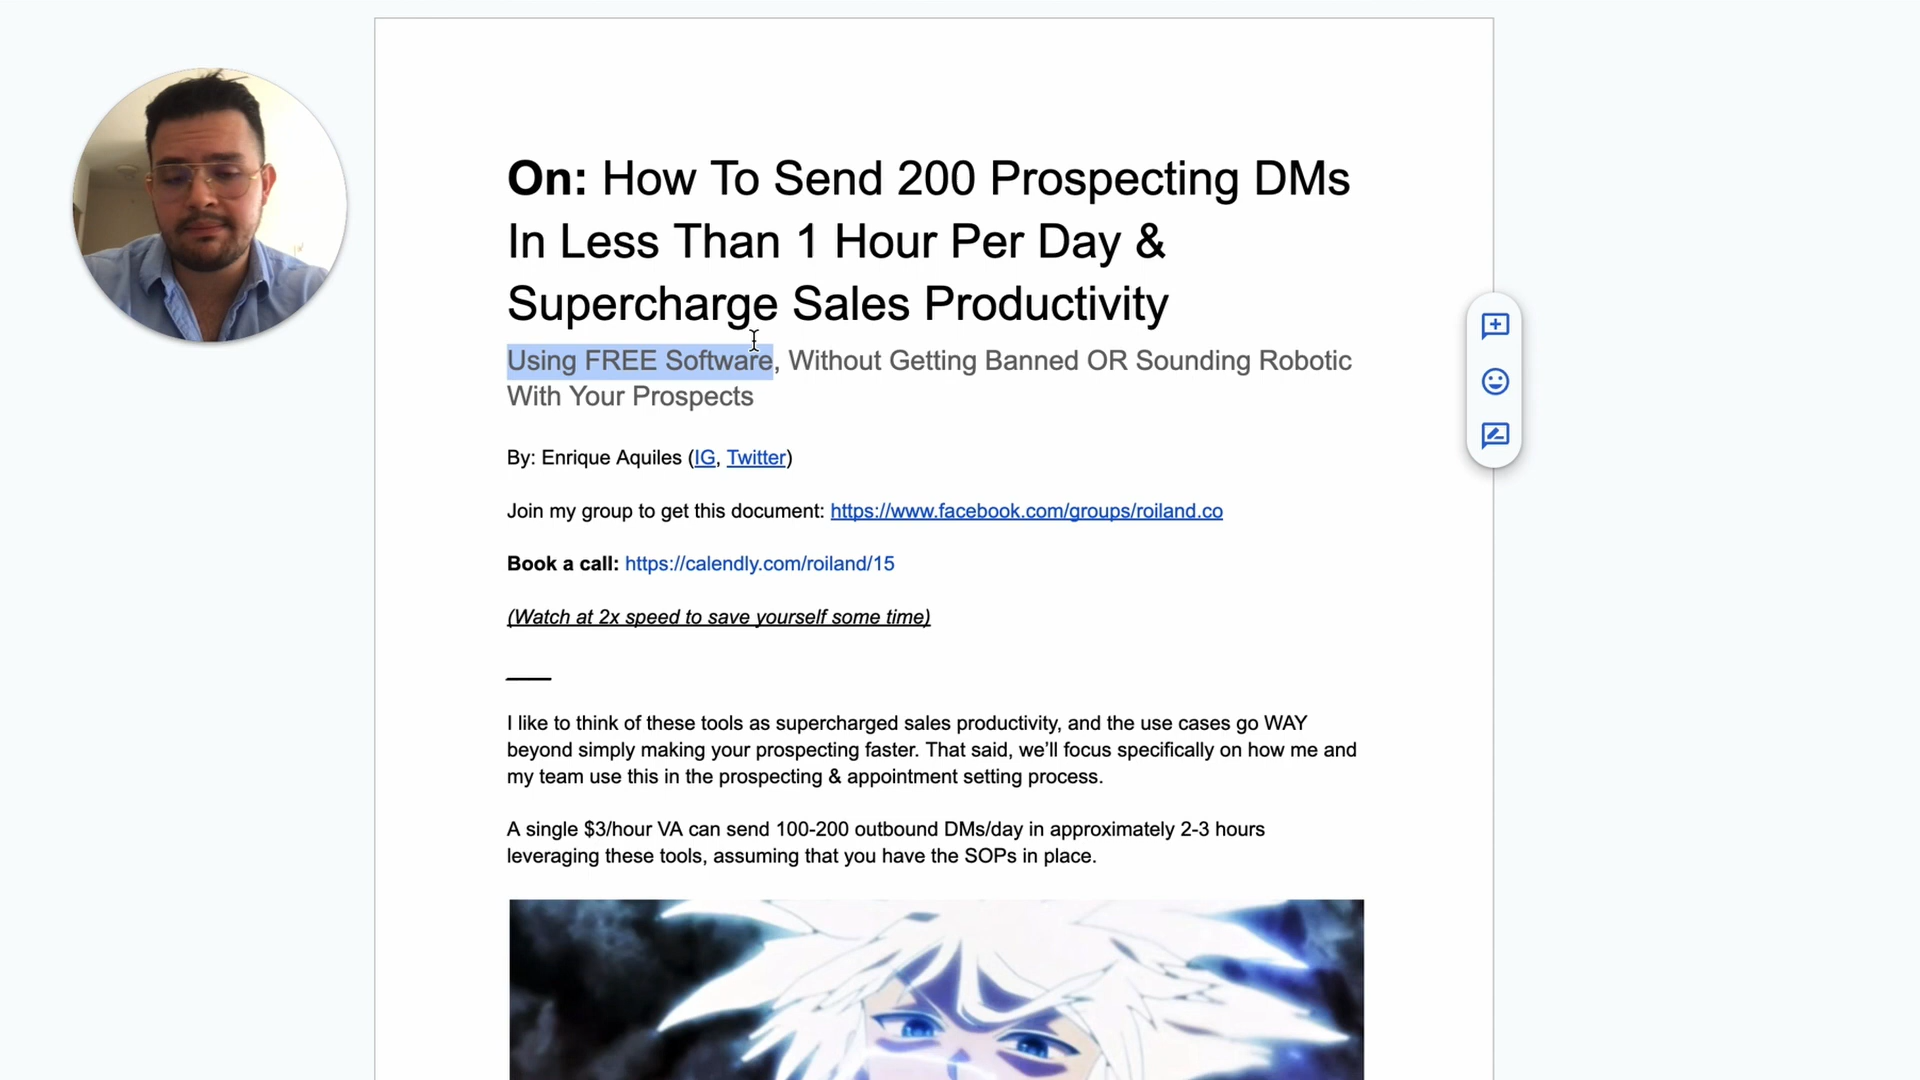 On: How To Send 200 Prospecting DMs
In Less Than 1 Hour Per Day &
Supercharge Sales Productivity
Using FREE Software, Without Getting Banned OR Sounding Robotic
With Your Prospects
By: Enrique Aquiles (IG, Twitter)
Join my group to get this document: https://www.facebook.com/groups/roiland.co
Book a call: https://calendly.com/roiland/15
(Watch at 2x speed to save yourself some time)
I like to think of these tools as supercharged sales productivity, and the use cases go WAY
beyond simply making your prospecting faster. That said, we’ll focus specifically on how me and
my team use this in the prospecting & appointment setting process.
A single $3/hour VA can send 100-200 outbound DMs/day in approximately 2-3 hours
leveraging these tools, assuming that you have the SOPs in place.